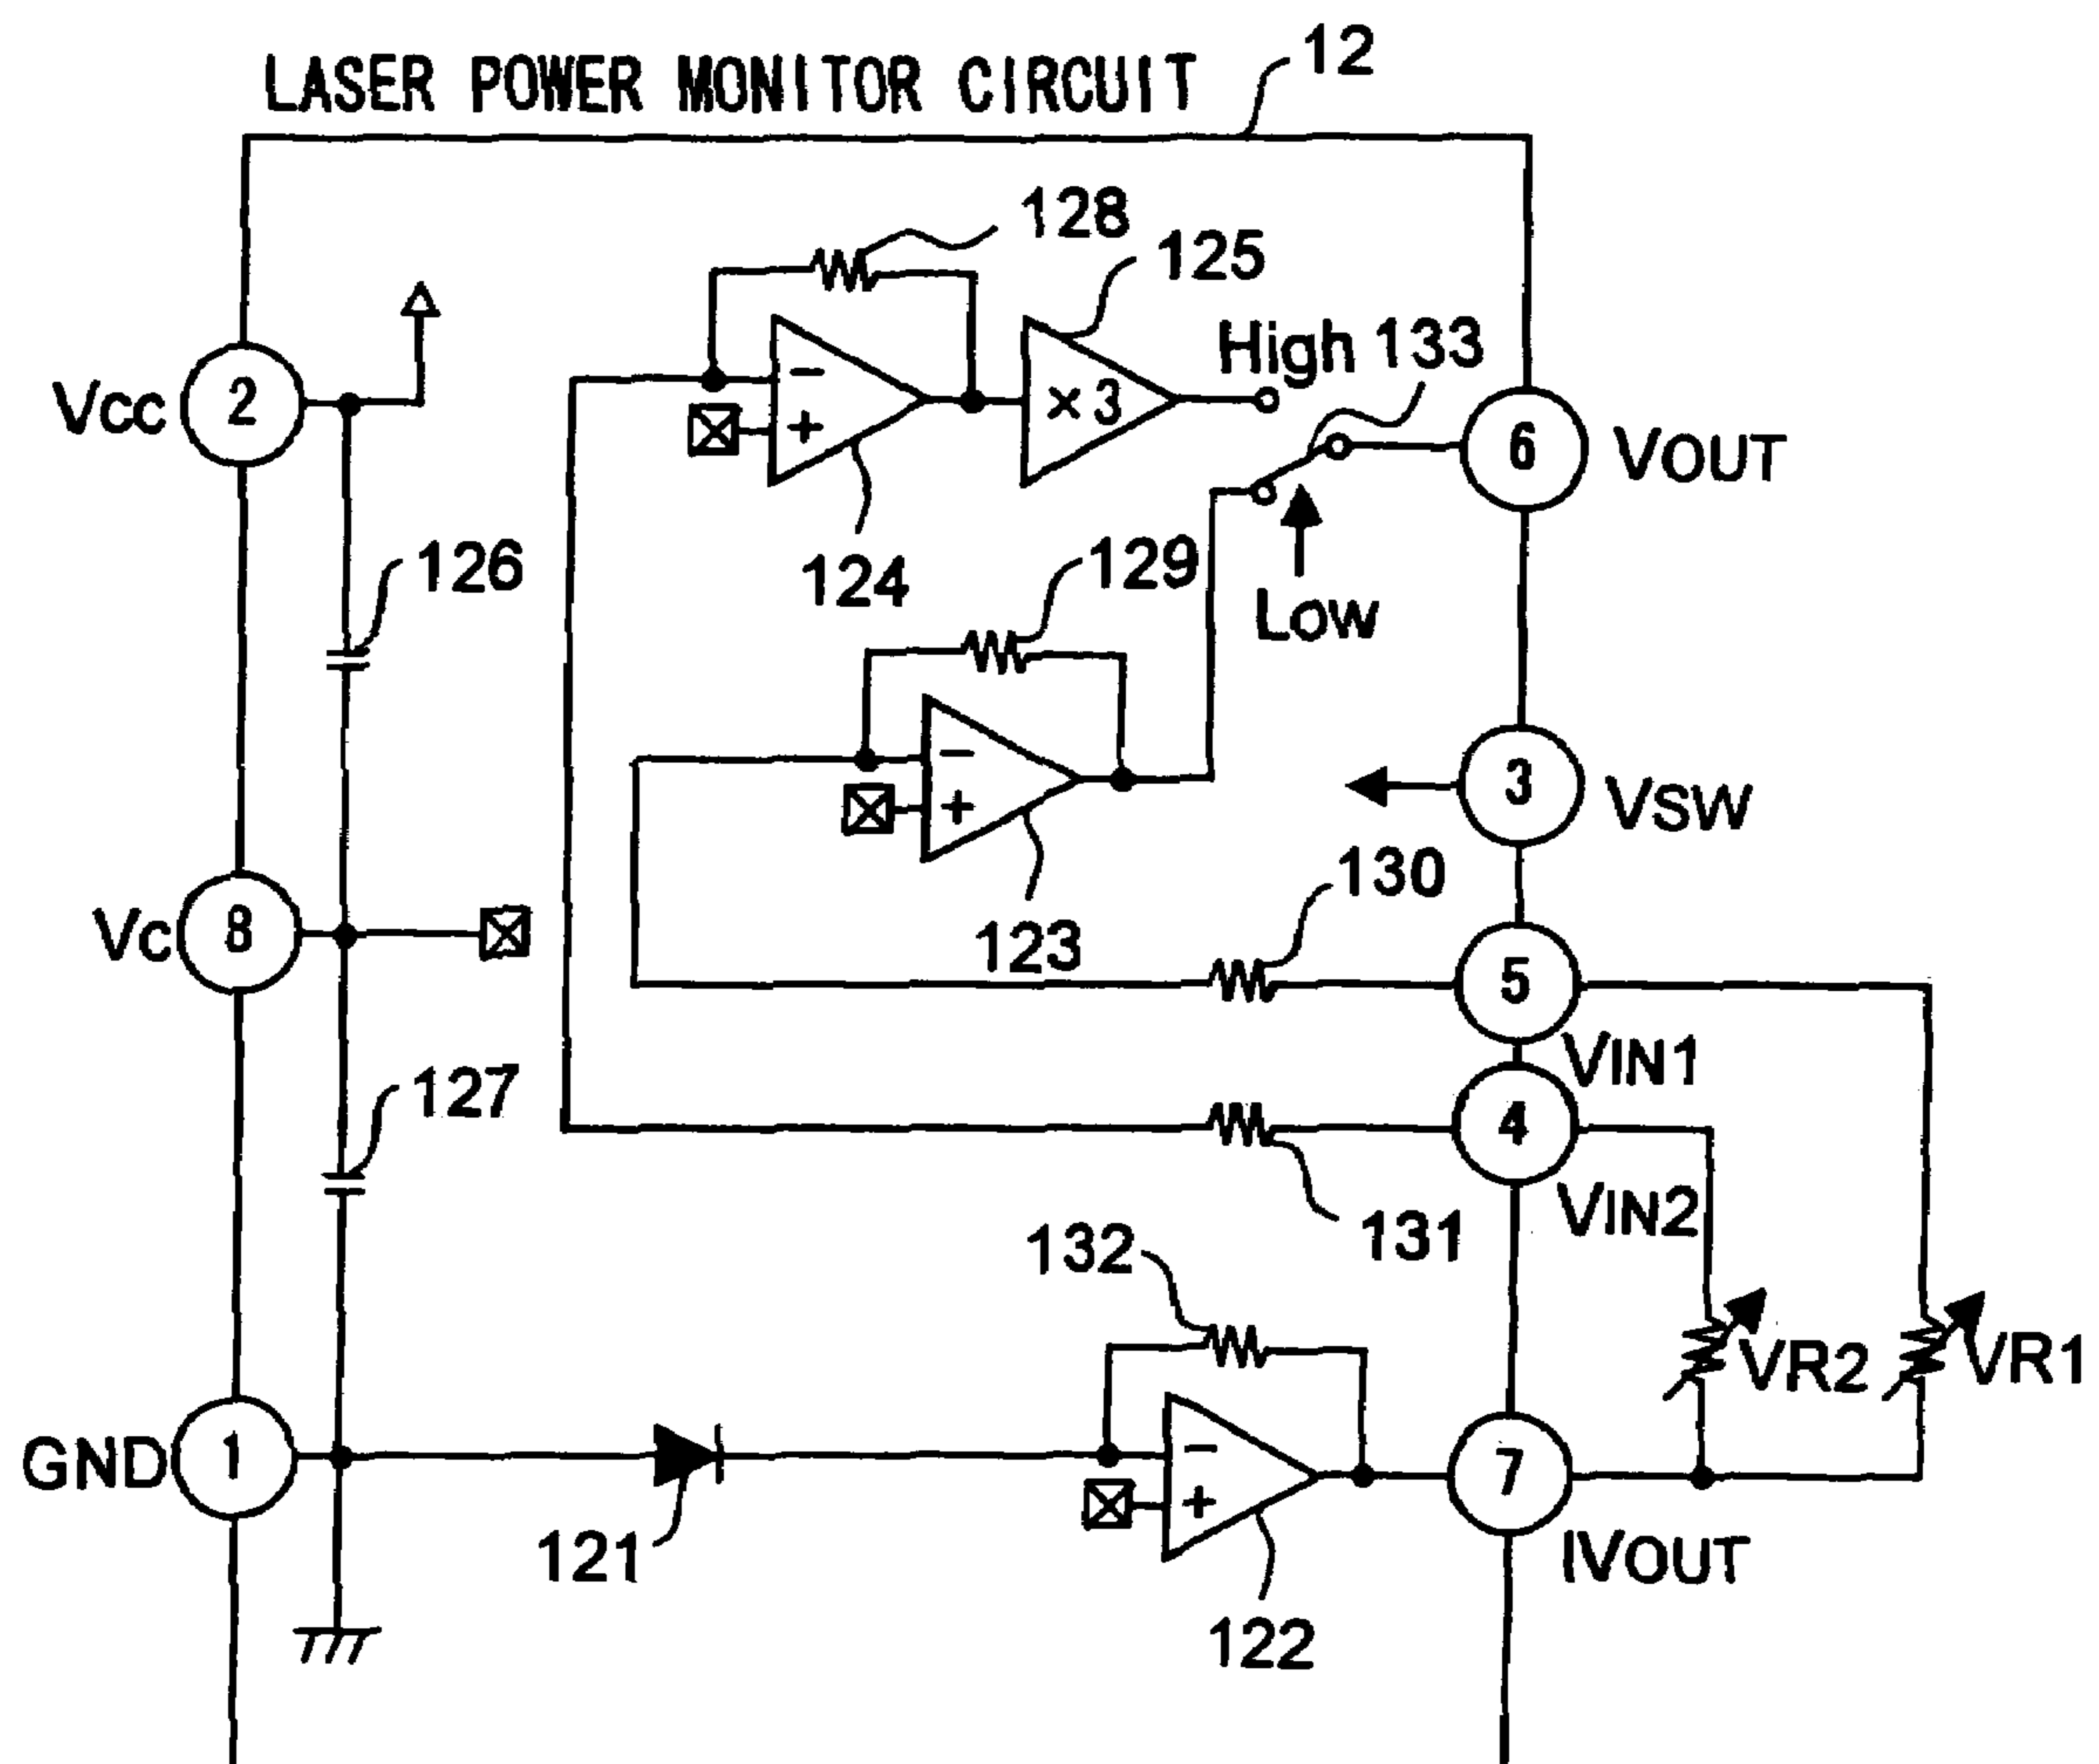 12
LASER POWER MONITOR CIRCUIT
128
125
High 133
2
VCC
-
+
× 3
6
VOUT
124
126
129
Low
-
+
3
VSW
8
VC
123
130
5
VIN1
127
4
VIN2
131
132
VR2
VR1
GND
1
-
+
7
IVOUT
121
122